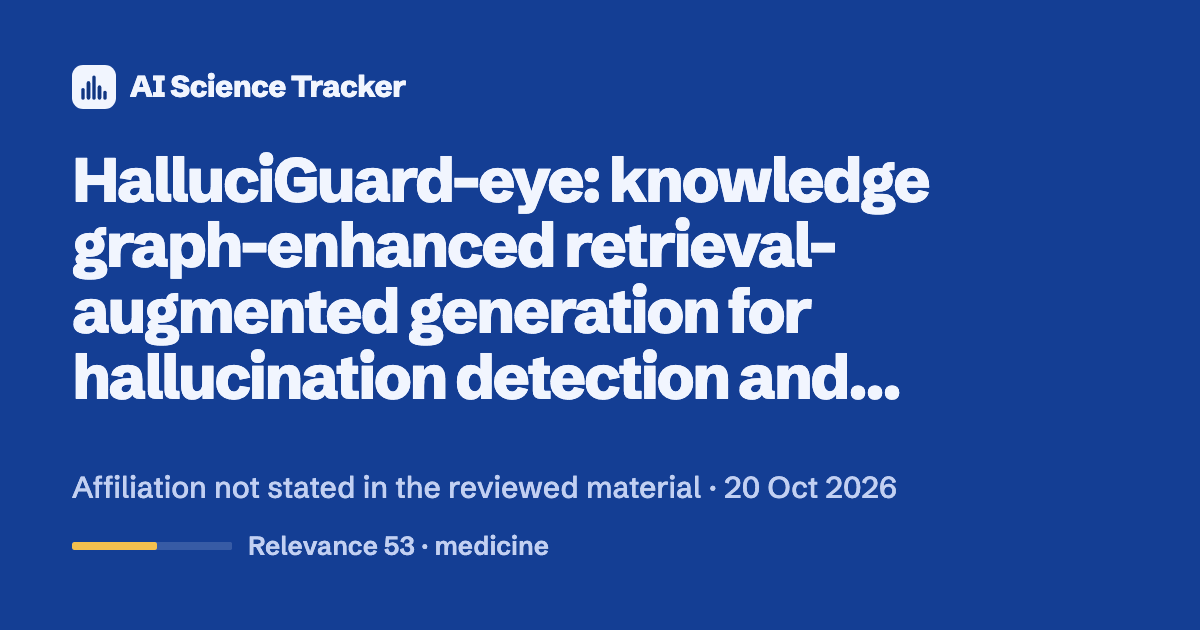 AI Science Tracker
HalluciGuard-eye: knowledge
graph-enhanced retrieval-
augmented generation for
hallucination detection and...
Affiliation not stated in the reviewed material · 20 Oct 2026
Relevance 53 · medicine